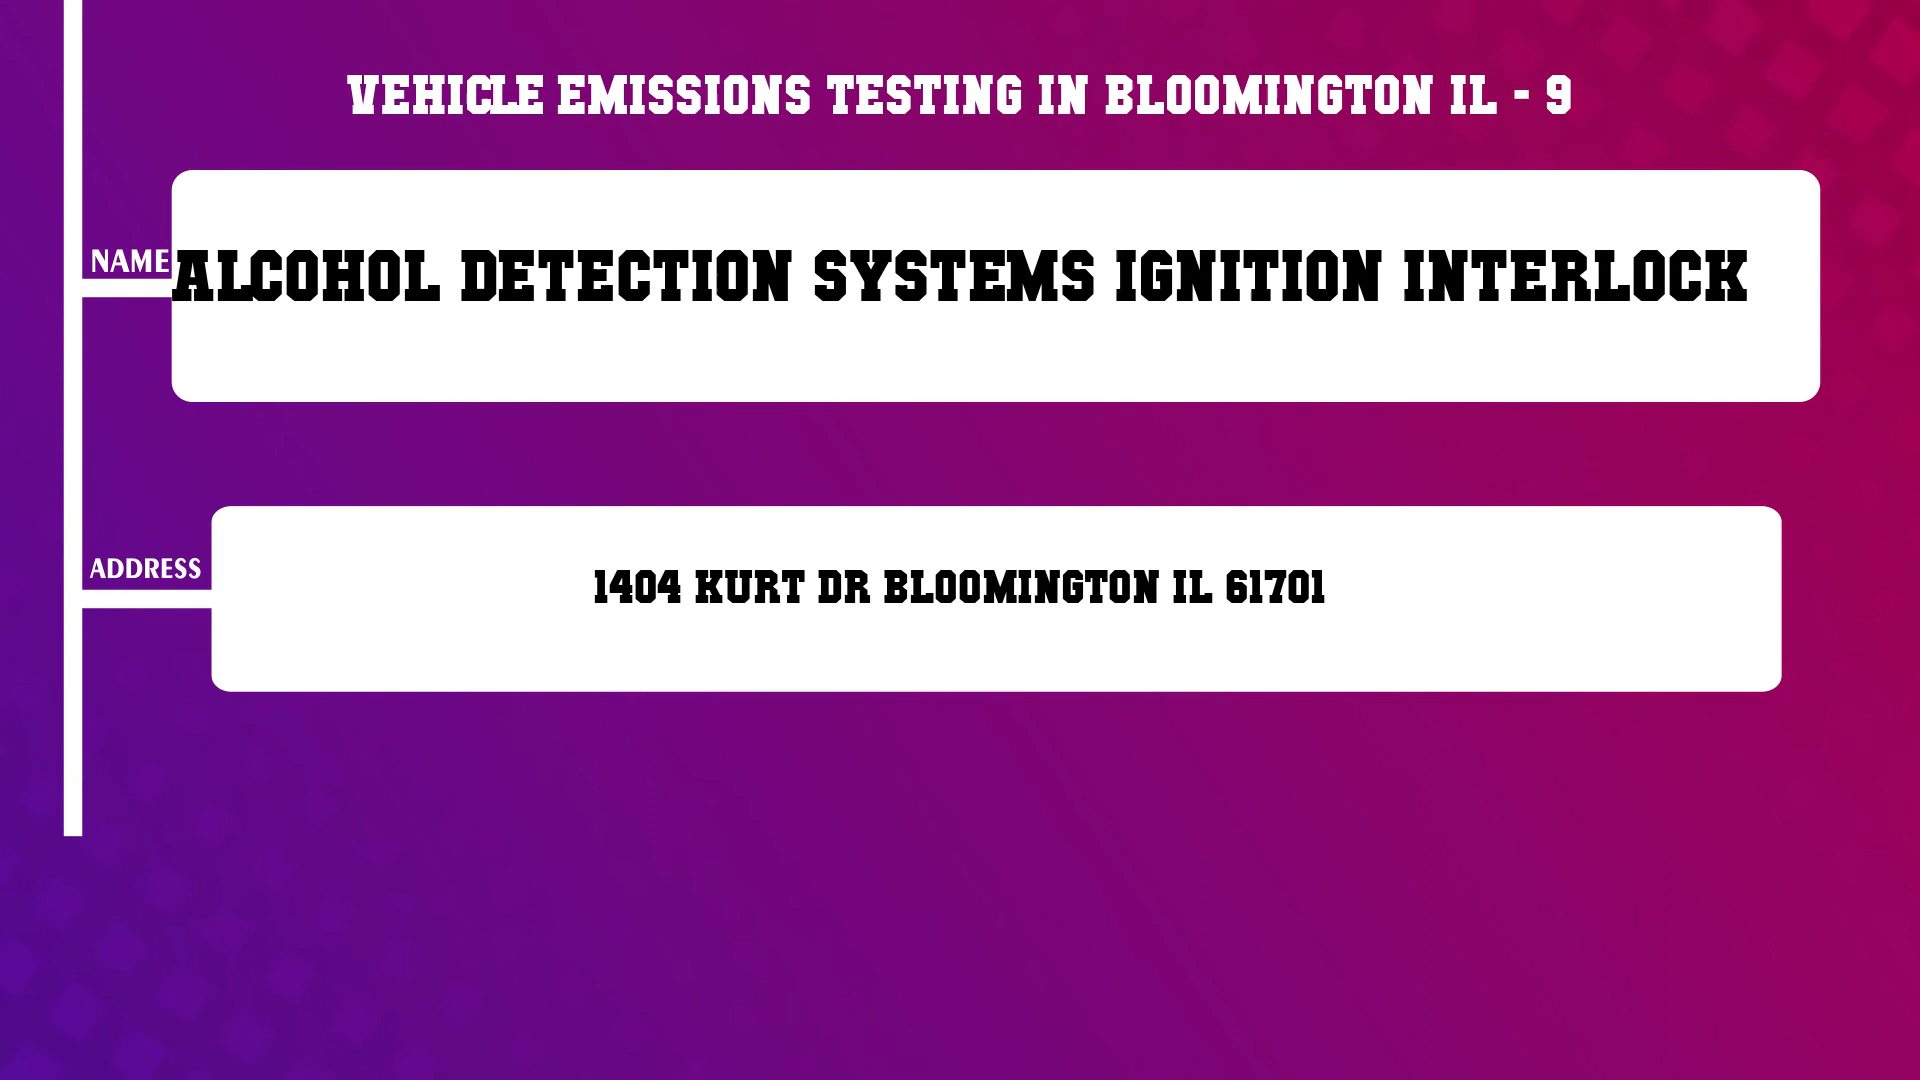 VEHICLE EMISSIONS TESTING IN BLOOMINGTON IL - 9
NAME
ALCOHOL DETECTION SYSTEMS IGNITION INTERLOCK
ADDRESS
1404 KURT DR BLOOMINGTON IL 61701